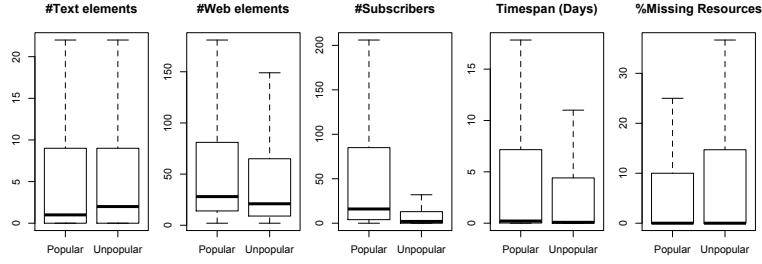 #Text elements
0 5 10 15 20
Popular Unpopular
#Web elements
0 50 100 150
Popular Unpopular
#Subscribers
0 50 100 150 200
Popular Unpopular
Timespan (Days)
0 5 10 15
Popular Unpopular
%Missing Resources
0 10 20 30
Popular Unpopular